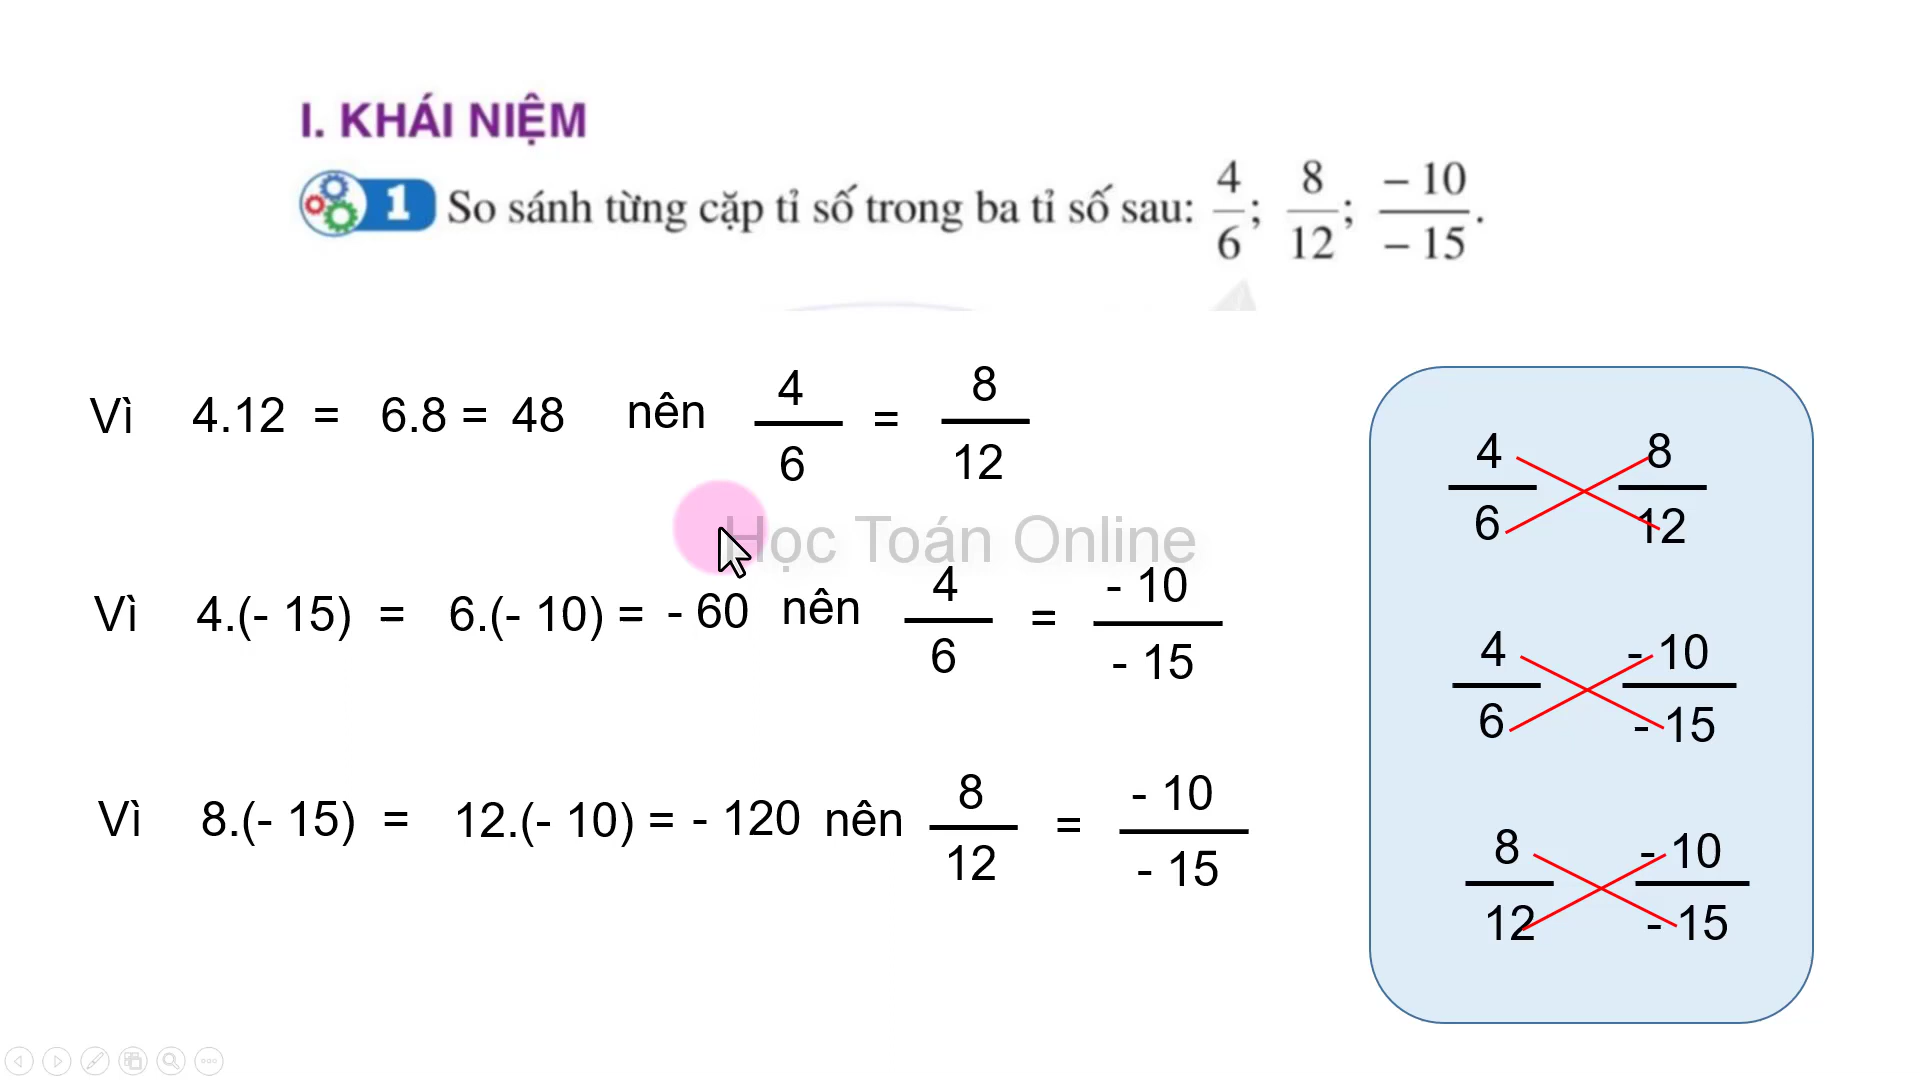 I. KHÁI NIỆM
1 So sánh từng cặp tỉ số trong ba tỉ số sau: 4/6; 8/12; – 10/– 15.
Vì 4.12 = 6.8 = 48 nên 4/6 = 8/12
Học Toán Online
Vì 4.(- 15) = 6.(- 10) = - 60 nên 4/6 = - 10/- 15
Vì 8.(- 15) = 12.(- 10) = - 120 nên 8/12 = - 10/- 15
4/6 8/12
4/6 - 10/- 15
8/12 - 10/- 15